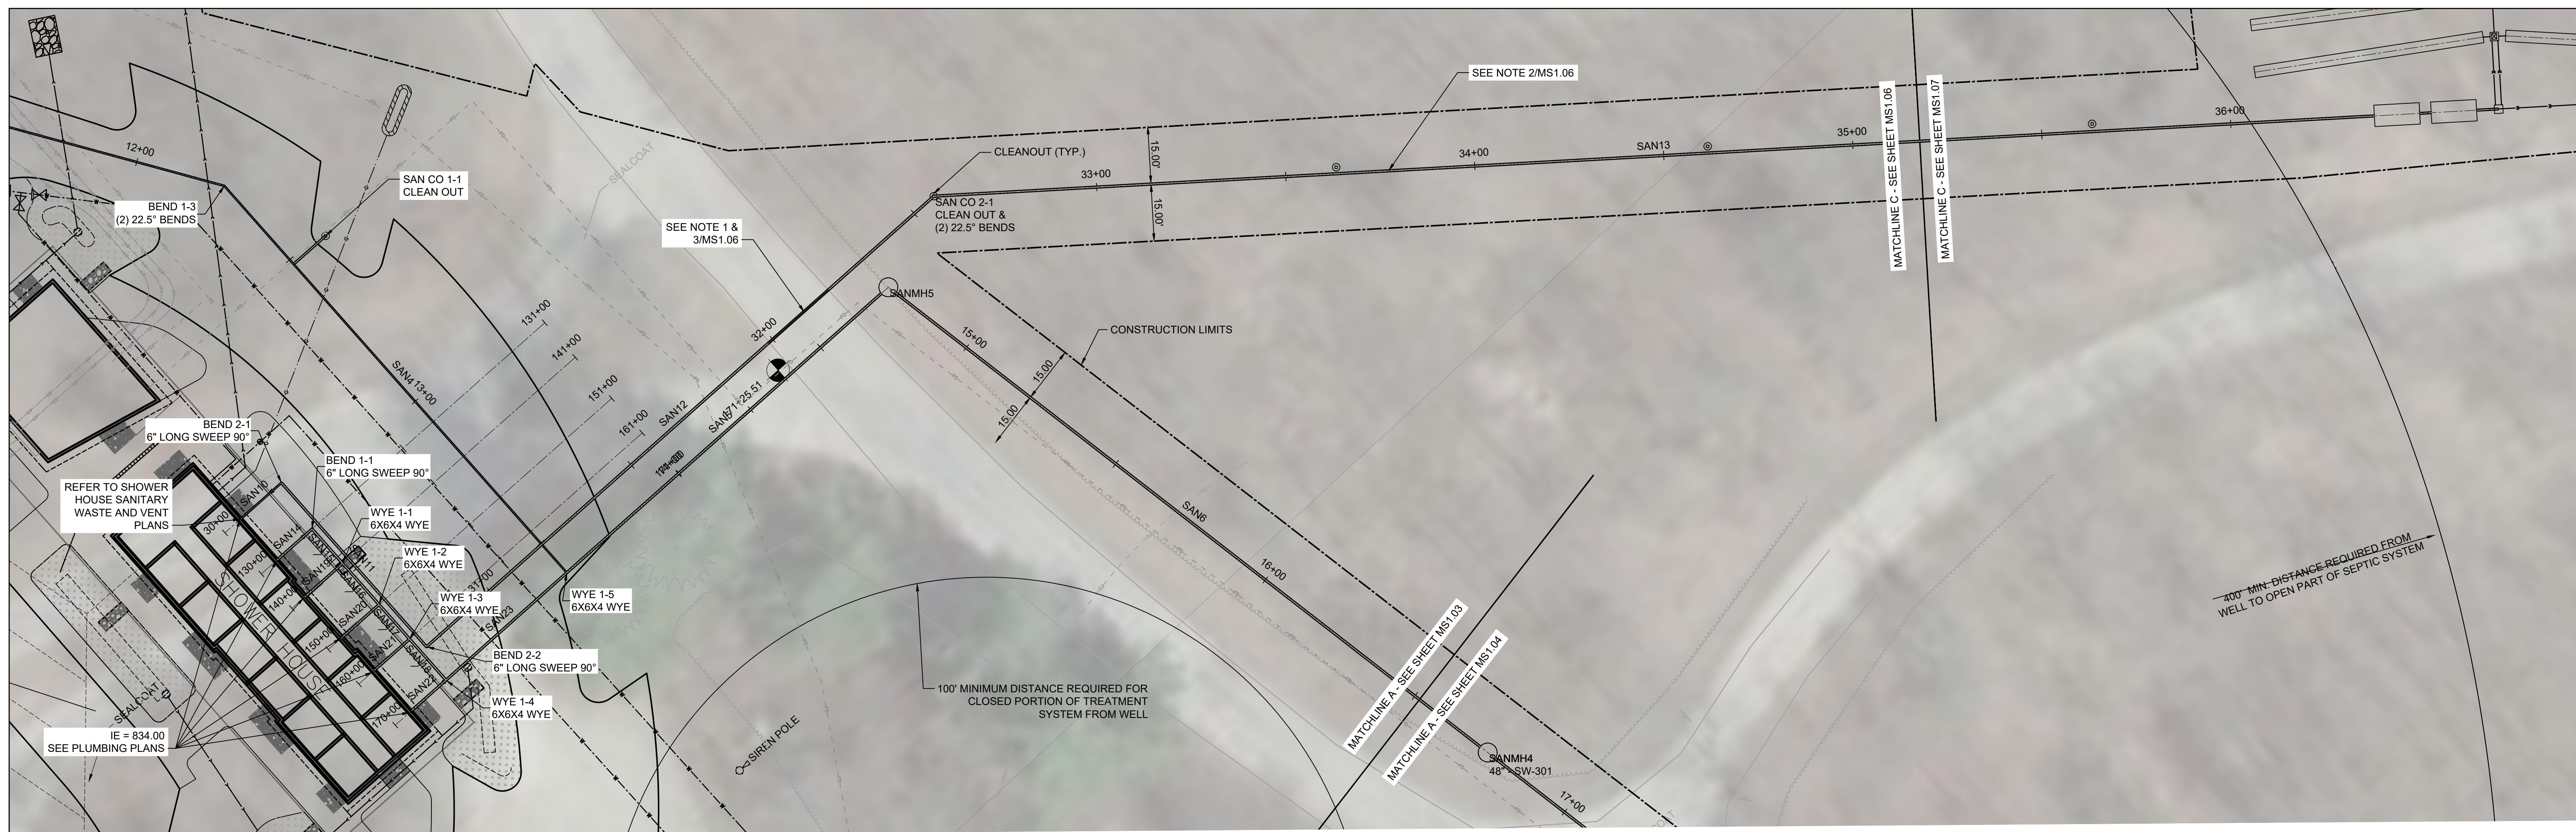 12+00
SEALCOAT
SEE NOTE 2/MS1.06
MATCHLINE C - SEE SHEET MS1.06
MATCHLINE C - SEE SHEET MS1.07
36+00
35+00
SAN13
34+00
33+00
15.00'
15.00'
CLEANOUT (TYP.)
SAN CO 1-1
CLEAN OUT
BEND 1-3
(2) 22.5° BENDS
SAN CO 2-1
CLEAN OUT &
(2) 22.5° BENDS
SEE NOTE 1 &
3/MS1.06
SANMH5
131+00
141+00
151+00
161+00
32+00
15+00
CONSTRUCTION LIMITS
15.00
15.00
SAN4
13+00
SAN12
SAN5
171+25.51
BEND 2-1
6" LONG SWEEP 90°
BEND 1-1
6" LONG SWEEP 90°
REFER TO SHOWER
HOUSE SANITARY
WASTE AND VENT
PLANS
SAN10
30+00
SAN14
130+00
SAN15
SAN11
WYE 1-1
6X6X4 WYE
WYE 1-2
6X6X4 WYE
SAN19
SAN16
140+00
SAN20
SAN17
150+00
SAN21
SAN18
160+00
SAN22
170+00
WYE 1-3
6X6X4 WYE
31+00
SAN23
WYE 1-5
6X6X4 WYE
BEND 2-2
6" LONG SWEEP 90°
WYE 1-4
6X6X4 WYE
SHOWER HOUSE
SEALCOAT
IE = 834.00
SEE PLUMBING PLANS
SIREN POLE
100' MINIMUM DISTANCE REQUIRED FOR
CLOSED PORTION OF TREATMENT
SYSTEM FROM WELL
SAN6
16+00
MATCHLINE A - SEE SHEET MS1.03
MATCHLINE A - SEE SHEET MS1.04
SANMH4
48" - SW-301
17+00
400' MIN. DISTANCE REQUIRED FROM
WELL TO OPEN PART OF SEPTIC SYSTEM